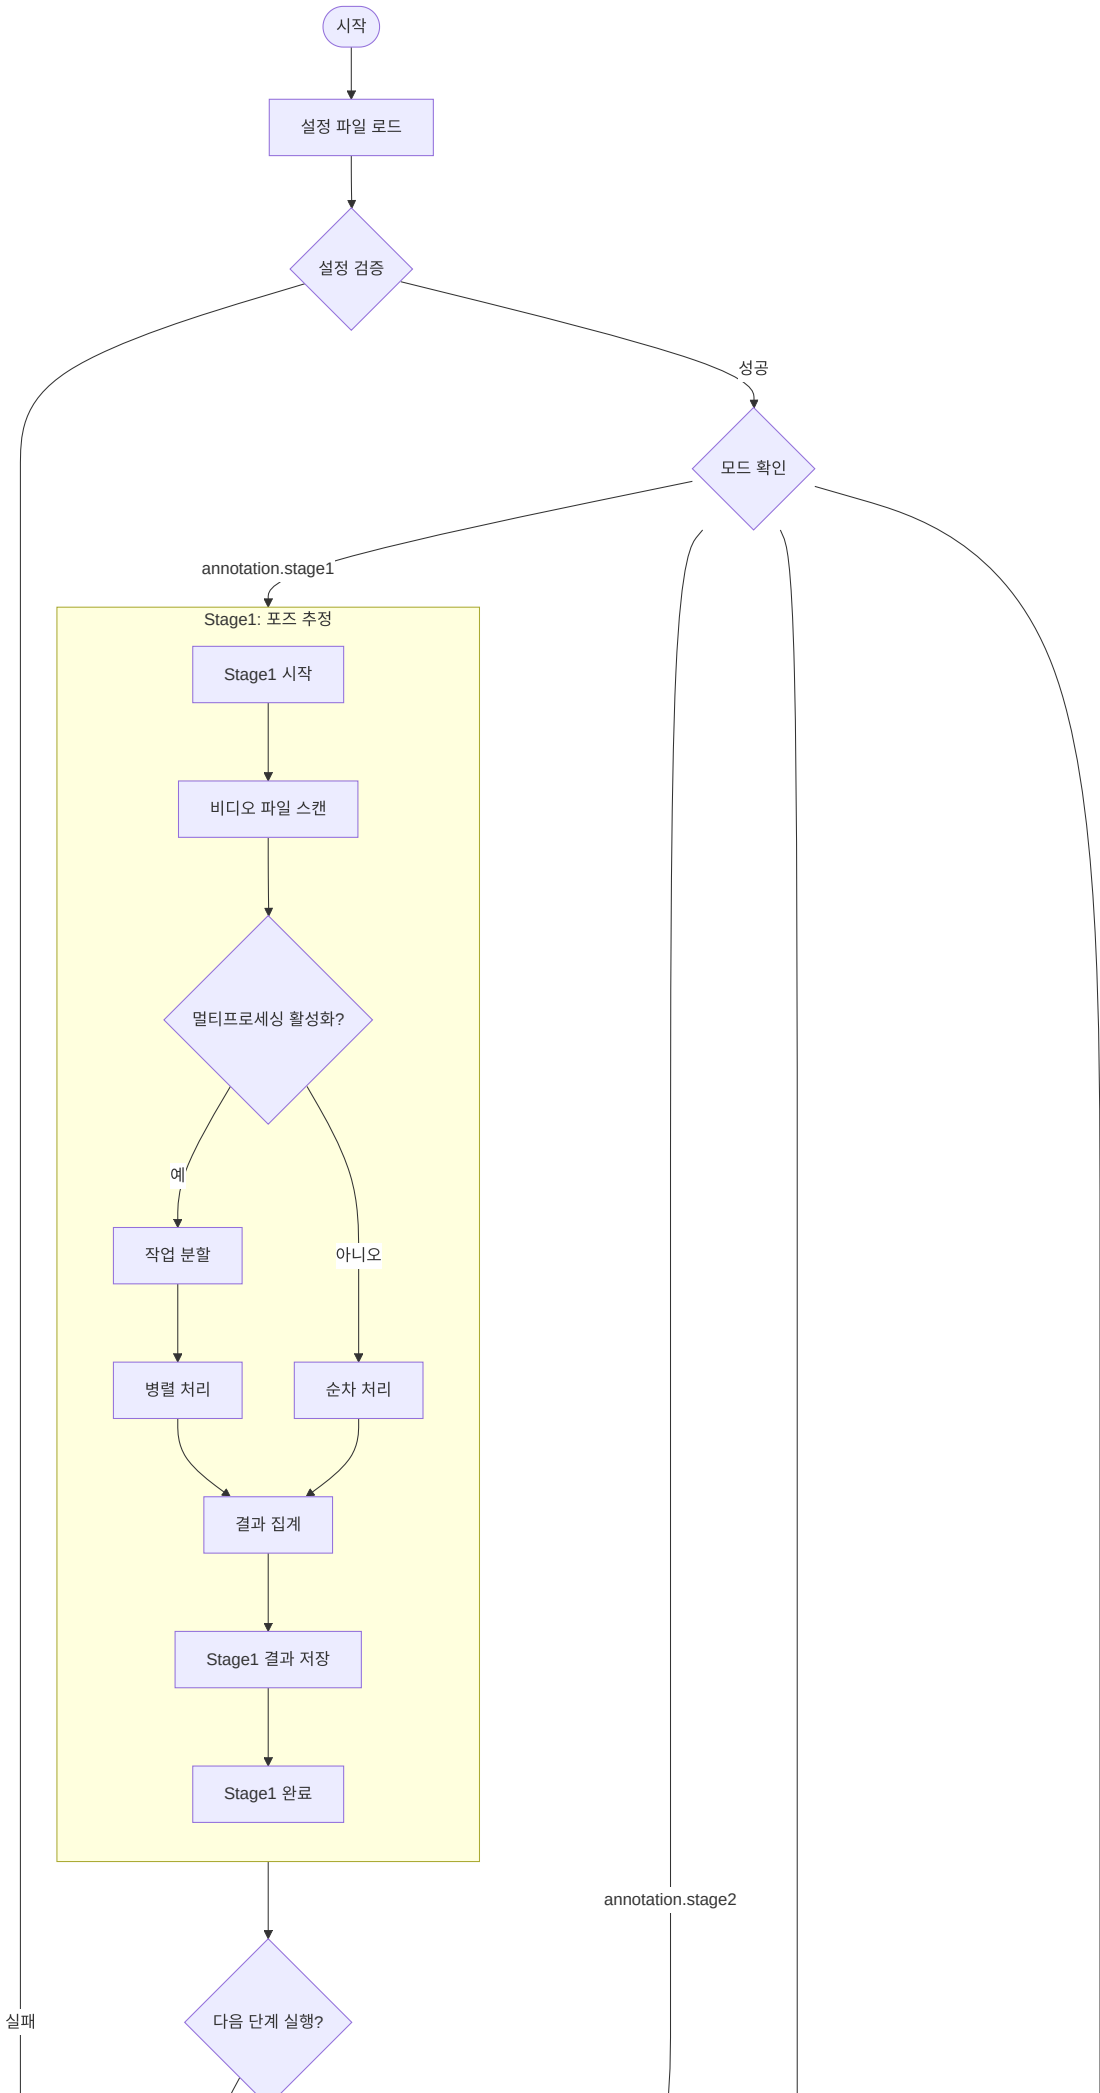 시작
설정 파일 로드
설정 검증
성공
모드 확인
annotation.stage1
Stage1: 포즈 추정
Stage1 시작
비디오 파일 스캔
멀티프로세싱 활성화?
예
작업 분할
아니오
병렬 처리
순차 처리
결과 집계
Stage1 결과 저장
Stage1 완료
annotation.stage2
실패
다음 단계 실행?